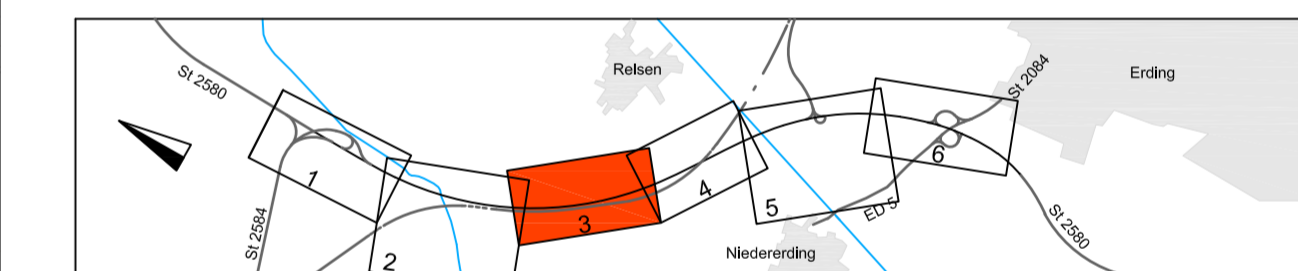 St 2580
Relsen
St 2084
Erding
1
St 2584
2
3
4
5
6
ED 5
Niedererding
St 2580